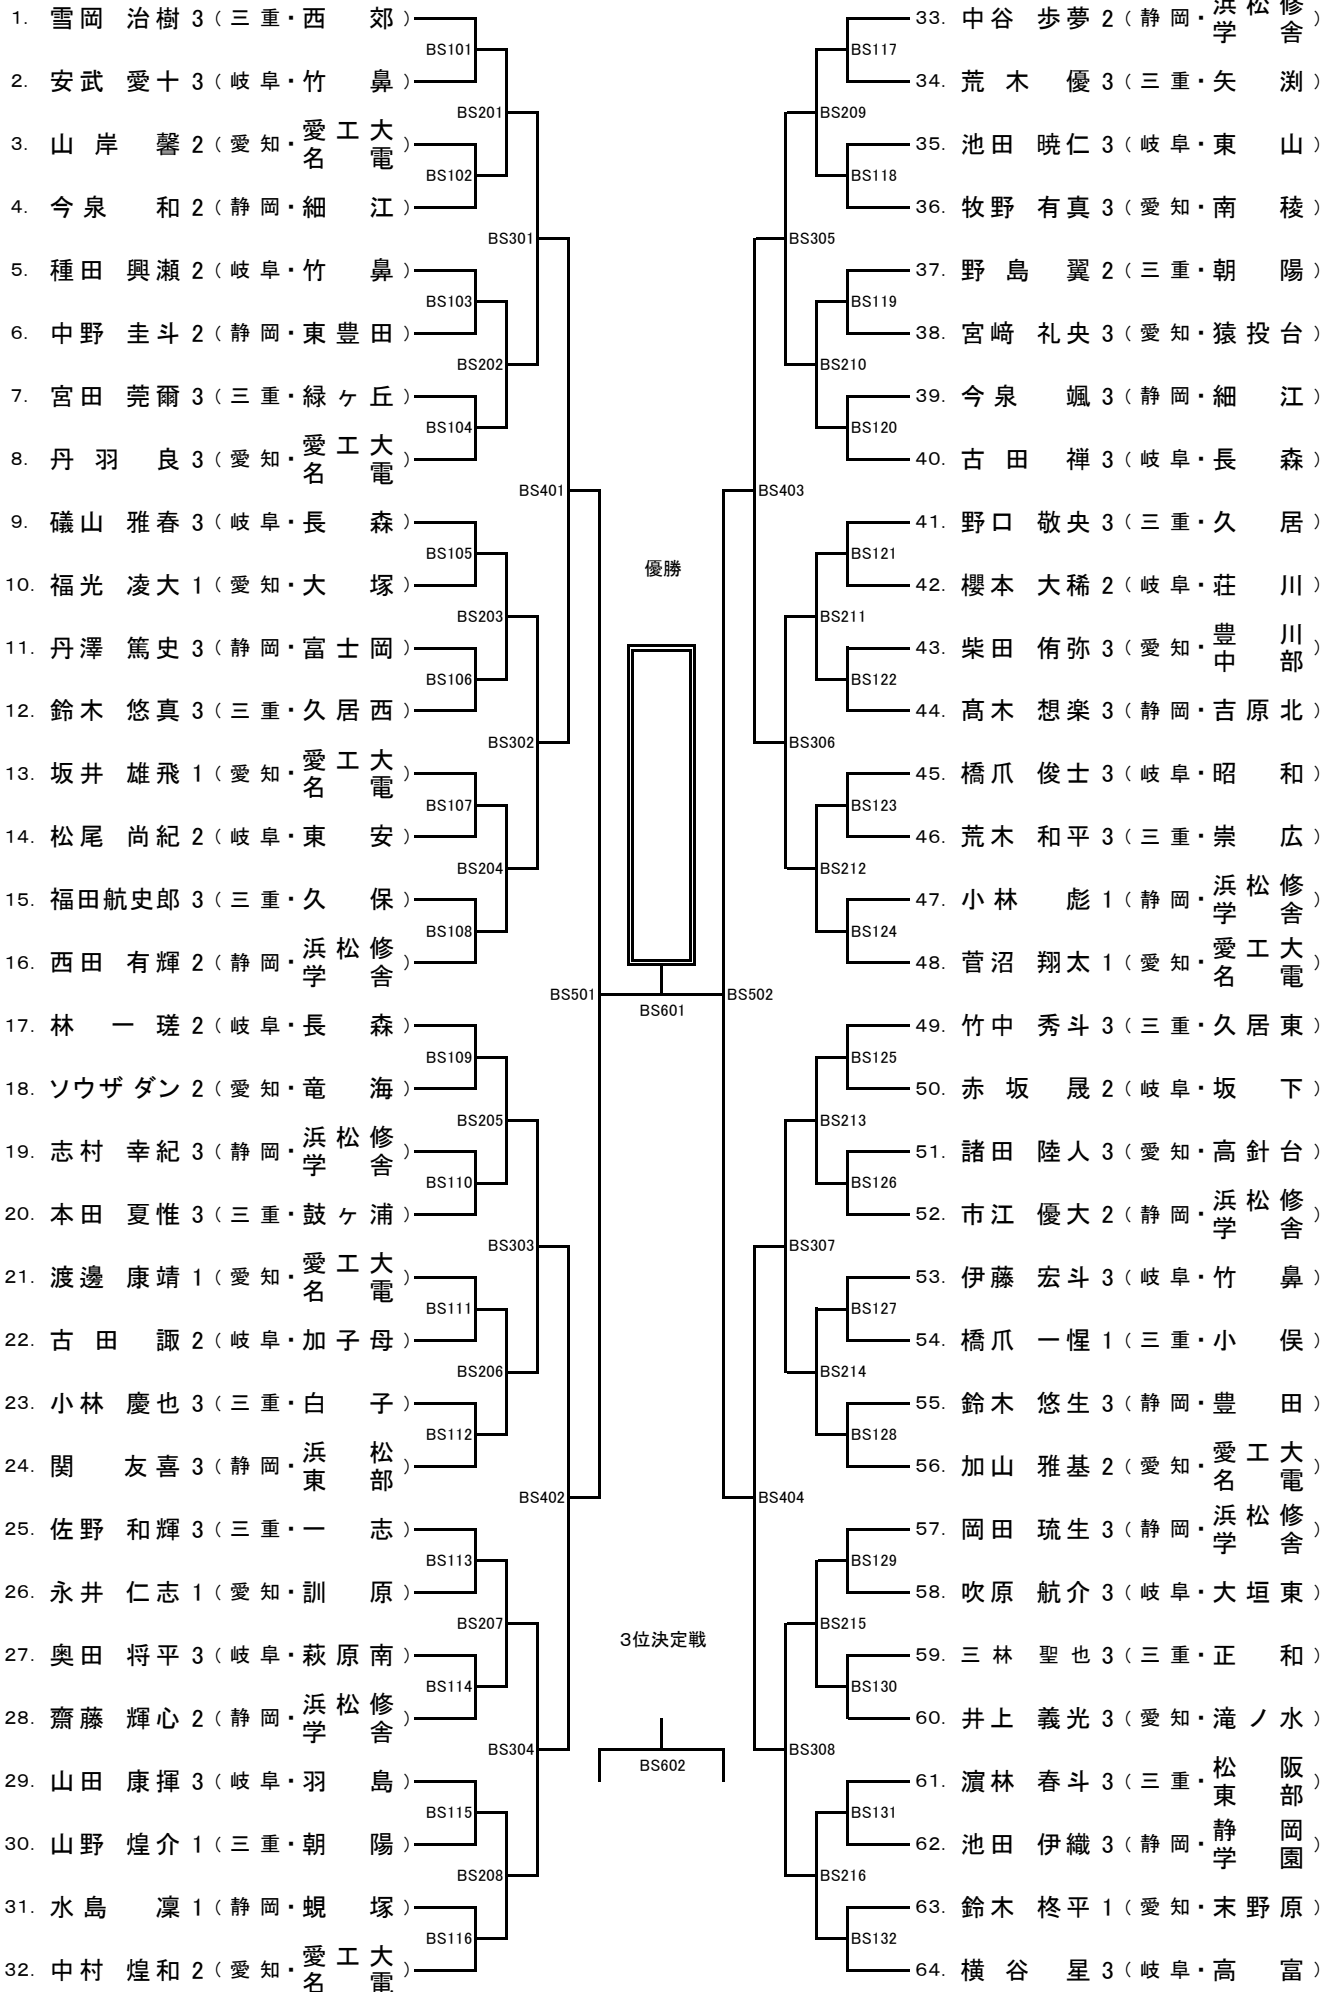 1. 雪岡 治樹 3（三重・西郊）
BS101
2. 安武 愛十 3（岐阜・竹鼻）
BS201
3. 山岸 馨 2（愛知・愛工大名電）
BS102
4. 今泉 和 2（静岡・細江）
BS301
5. 種田 興瀬 2（岐阜・竹鼻）
BS103
6. 中野 圭斗 2（静岡・東豊田）
BS202
7. 宮田 莞爾 3（三重・緑ヶ丘）
BS104
8. 丹羽 良 3（愛知・愛工大名電）
BS401
9. 礒山 雅春 3（岐阜・長森）
BS105
10. 福光 凌大 1（愛知・大塚）
BS203
11. 丹澤 篤史 3（静岡・富士岡）
BS106
12. 鈴木 悠真 3（三重・久居西）
BS302
13. 坂井 雄飛 1（愛知・愛工大名電）
BS107
14. 松尾 尚紀 2（岐阜・東安）
BS204
15. 福田航史郎 3（三重・久保）
BS108
16. 西田 有輝 2（静岡・浜松修学舎）
BS501
17. 林 一瑳 2（岐阜・長森）
BS109
18. ソウザ ダン 2（愛知・竜海）
BS205
19. 志村 幸紀 3（静岡・浜松修学舎）
BS110
20. 本田 夏惟 3（三重・鼓ヶ浦）
BS303
21. 渡邊 康靖 1（愛知・愛工大名電）
BS111
22. 古田 諏 2（岐阜・加子母）
BS206
23. 小林 慶也 3（三重・白子）
BS112
24. 関 友喜 3（静岡・浜松東部）
BS402
25. 佐野 和輝 3（三重・一志）
BS113
26. 永井 仁志 1（愛知・訓原）
BS207
27. 奥田 将平 3（岐阜・萩原南）
BS114
28. 齋藤 輝心 2（静岡・浜松修学舎）
BS304
29. 山田 康揮 3（岐阜・羽島）
BS115
30. 山野 煌介 1（三重・朝陽）
BS208
31. 水島 凜 1（静岡・蜆塚）
BS116
32. 中村 煌和 2（愛知・愛工大名電）
優勝
BS601
3位決定戦
BS602
33. 中谷 歩夢 2（静岡・浜松修学舎）
BS117
34. 荒木 優 3（三重・矢渕）
BS209
35. 池田 暁仁 3（岐阜・東山）
BS118
36. 牧野 有真 3（愛知・南稜）
BS305
37. 野島 翼 2（三重・朝陽）
BS119
38. 宮﨑 礼央 3（愛知・猿投台）
BS210
39. 今泉 颯 3（静岡・細江）
BS120
40. 古田 禅 3（岐阜・長森）
BS403
41. 野口 敬央 3（三重・久居）
BS121
42. 櫻本 大稀 2（岐阜・荘川）
BS211
43. 柴田 侑弥 3（愛知・豊川中部）
BS122
44. 髙木 想楽 3（静岡・吉原北）
BS306
45. 橋爪 俊士 3（岐阜・昭和）
BS123
46. 荒木 和平 3（三重・崇広）
BS212
47. 小林 彪 1（静岡・浜松修学舎）
BS124
48. 菅沼 翔太 1（愛知・愛工大名電）
BS502
49. 竹中 秀斗 3（三重・久居東）
BS125
50. 赤坂 晟 2（岐阜・坂下）
BS213
51. 諸田 陸人 3（愛知・高針台）
BS126
52. 市江 優大 2（静岡・浜松修学舎）
BS307
53. 伊藤 宏斗 3（岐阜・竹鼻）
BS127
54. 橋爪 一惺 1（三重・小俣）
BS214
55. 鈴木 悠生 3（静岡・豊田）
BS128
56. 加山 雅基 2（愛知・愛工大名電）
BS404
57. 岡田 琉生 3（静岡・浜松修学舎）
BS129
58. 吹原 航介 3（岐阜・大垣東）
BS215
59. 三林 聖也 3（三重・正和）
BS130
60. 井上 義光 3（愛知・滝ノ水）
BS308
61. 濵林 春斗 3（三重・松阪東部）
BS131
62. 池田 伊織 3（静岡・静岡学園）
BS216
63. 鈴木 柊平 1（愛知・末野原）
BS132
64. 横谷 星 3（岐阜・高富）